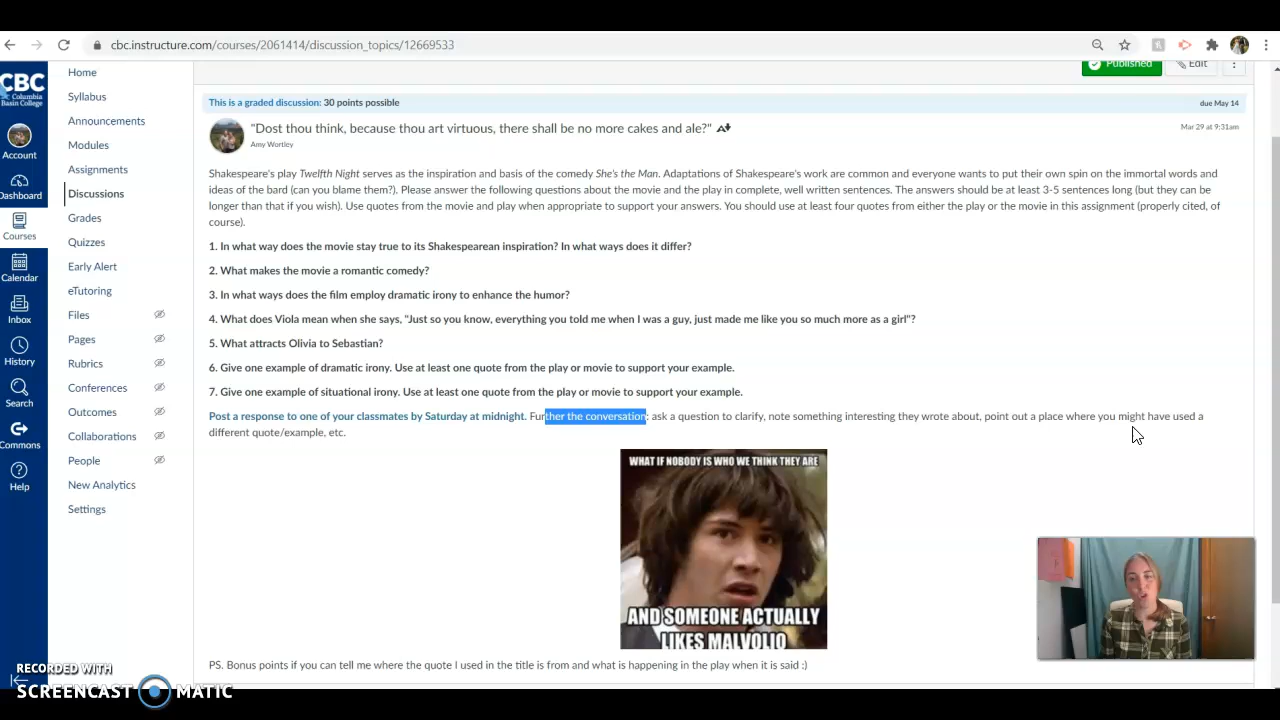 cbc.instructure.com/courses/2061414/discussion_topics/12669533
CBC
Columbia
Basin College
Account
Dashboard
Courses
Calendar
Inbox
History
Search
Commons
Help
Home
Syllabus
Announcements
Modules
Assignments
Discussions
Grades
Quizzes
Early Alert
eTutoring
Files
Pages
Rubrics
Conferences
Outcomes
Collaborations
People
New Analytics
Settings
Published
Edit
This is a graded discussion: 30 points possible
due May 14
"Dost thou think, because thou art virtuous, there shall be no more cakes and ale?"
Mar 29 at 9:31am
Amy Wortley
Shakespeare's play Twelfth Night serves as the inspiration and basis of the comedy She's the Man. Adaptations of Shakespeare's work are common and everyone wants to put their own spin on the immortal words and
ideas of the bard (can you blame them?). Please answer the following questions about the movie and the play in complete, well written sentences. The answers should be at least 3-5 sentences long (but they can be
longer than that if you wish). Use quotes from the movie and play when appropriate to support your answers. You should use at least four quotes from either the play or the movie in this assignment (properly cited, of
course).
1. In what way does the movie stay true to its Shakespearean inspiration? In what ways does it differ?
2. What makes the movie a romantic comedy?
3. In what ways does the film employ dramatic irony to enhance the humor?
4. What does Viola mean when she says, "Just so you know, everything you told me when I was a guy, just made me like you so much more as a girl"?
5. What attracts Olivia to Sebastian?
6. Give one example of dramatic irony. Use at least one quote from the play or movie to support your example.
7. Give one example of situational irony. Use at least one quote from the play or movie to support your example.
Post a response to one of your classmates by Saturday at midnight. Further the conversation: ask a question to clarify, note something interesting they wrote about, point out a place where you might have used a
different quote/example, etc.
WHAT IF NOBODY IS WHO WE THINK THEY ARE
AND SOMEONE ACTUALLY
LIKES MALVOLIO
PS. Bonus points if you can tell me where the quote I used in the title is from and what is happening in the play when it is said :)
RECORDED WITH
SCREENCAST MATIC